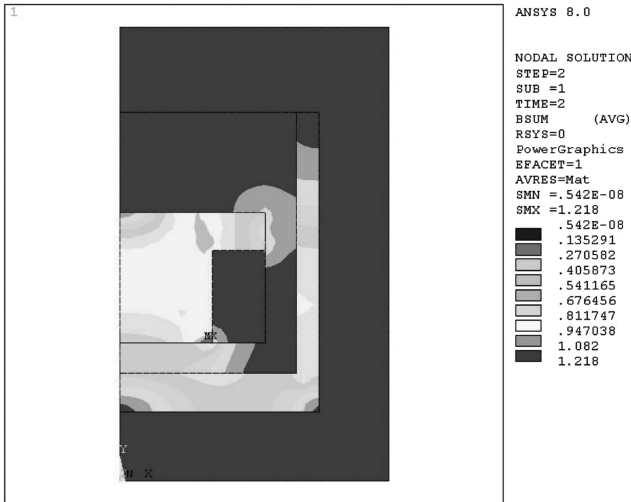 1
ANSYS 8.0
NODAL SOLUTION
STEP=2
SUB =1
TIME=2
BSUM (AVG)
RSYS=0
PowerGraphics
EFACET=1
AVRES=Mat
SMN =.542E-08
SMX =1.218
.542E-08
.135291
.270582
.405873
.541165
.676456
.811747
.947038
1.082
1.218
MX
Y
X